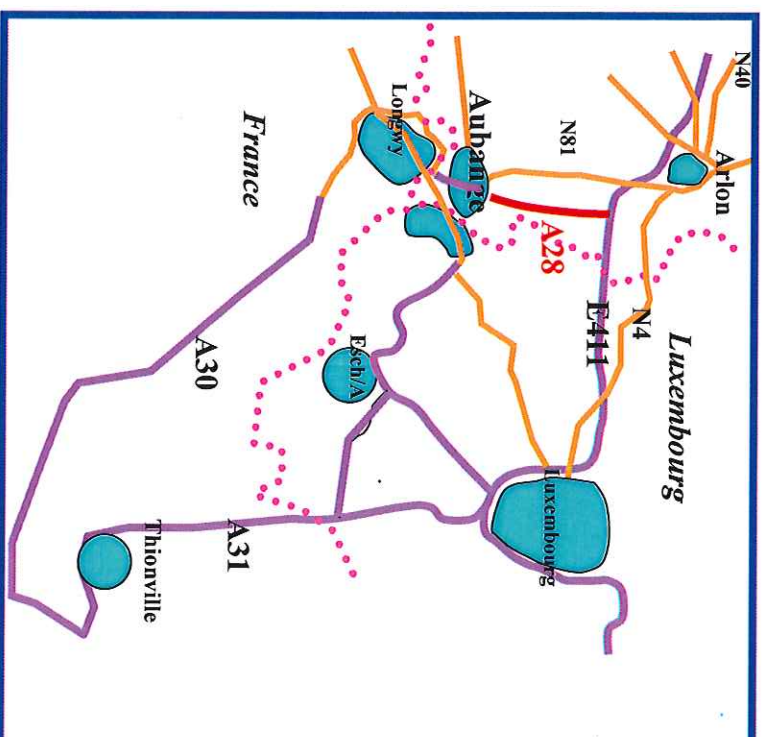 N40
Arlon
N81
Aubange
Longwy
France
A28
E411
N4
Luxembourg
Esch/A
Luxembourg
A30
A31
Thionville